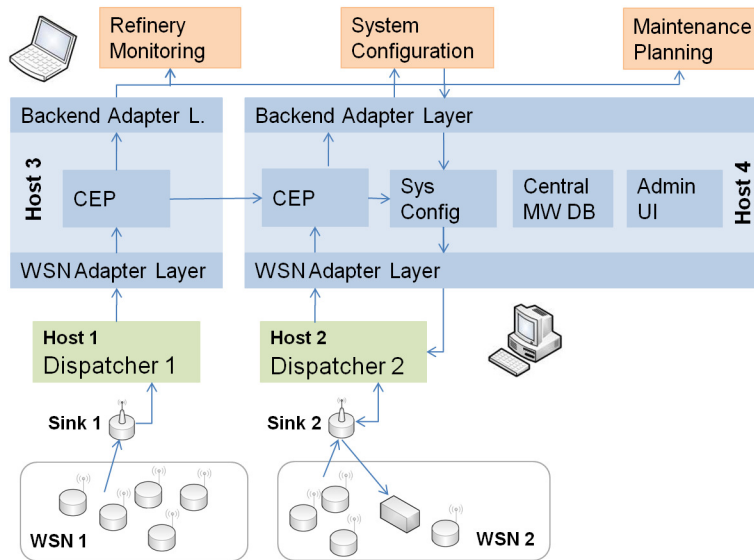 Refinery
Monitoring
System
Configuration
Maintenance
Planning
Backend Adapter L.
Backend Adapter Layer
Host 3
CEP
CEP
Sys
Config
Central
MW DB
Admin
UI
Host 4
WSN Adapter Layer
WSN Adapter Layer
Host 1
Dispatcher 1
Host 2
Dispatcher 2
Sink 1
Sink 2
WSN 1
WSN 2